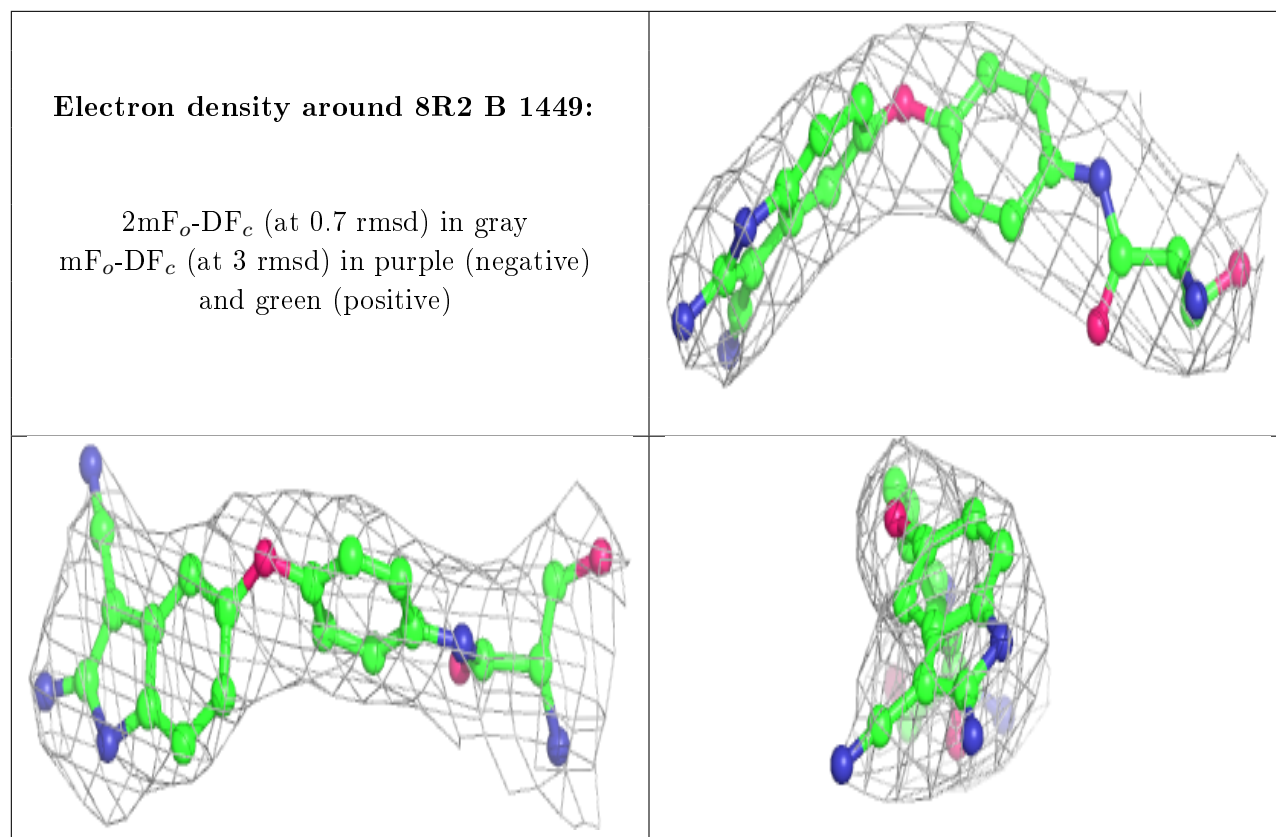 Electron density around 8R2 B 1449:
2mFₒ-DF𝒸 (at 0.7 rmsd) in gray
mFₒ-DF𝒸 (at 3 rmsd) in purple (negative)
and green (positive)